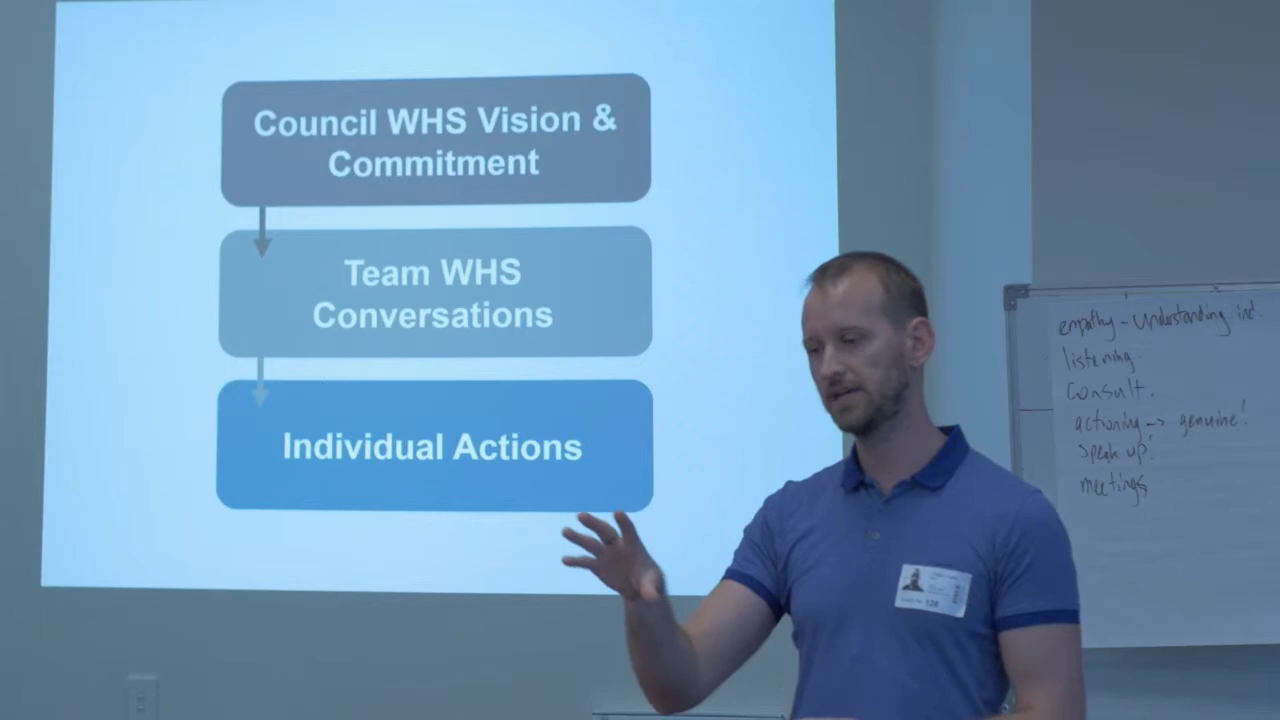 Council WHS Vision &
Commitment
Team WHS
Conversations
Individual Actions
empathy - Understanding ind.
listening
Consult.
actioning -> genuine!
Speak up!
meetings
128